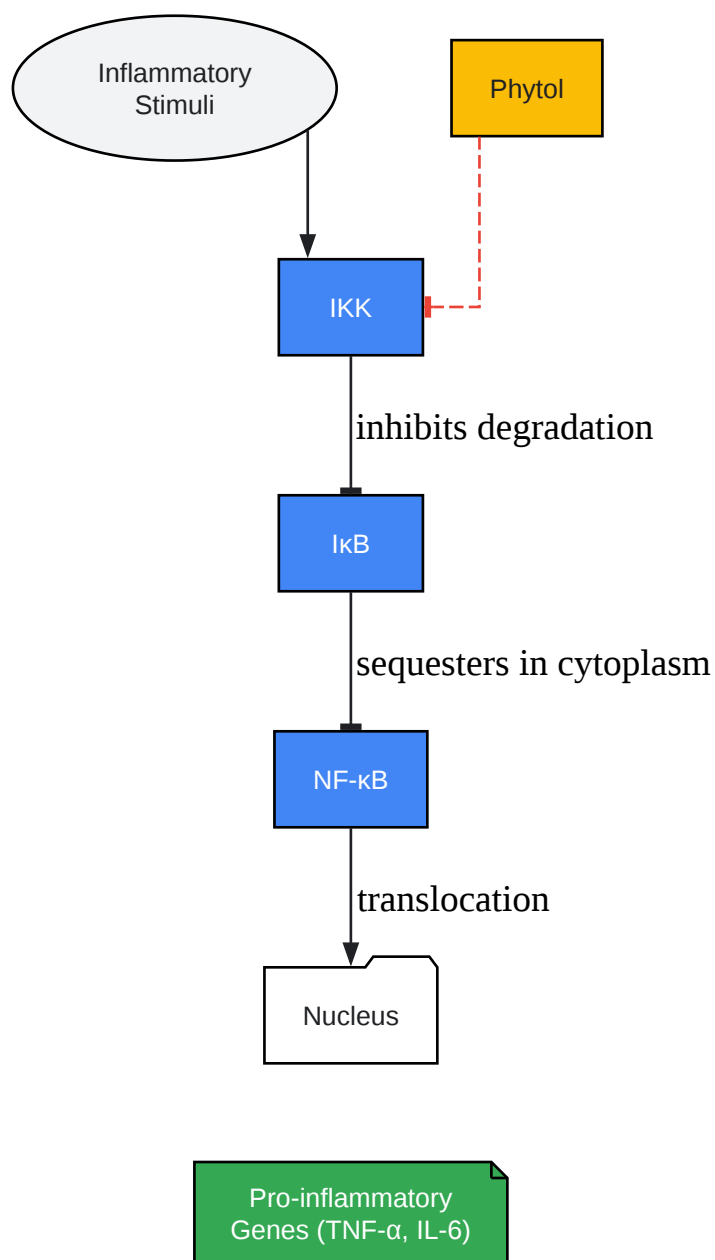 Inflammatory
Stimuli
Phytol
IKK
inhibits degradation
IκB
sequesters in cytoplasm
NF-κB
translocation
Nucleus
Pro-inflammatory
Genes (TNF-α, IL-6)